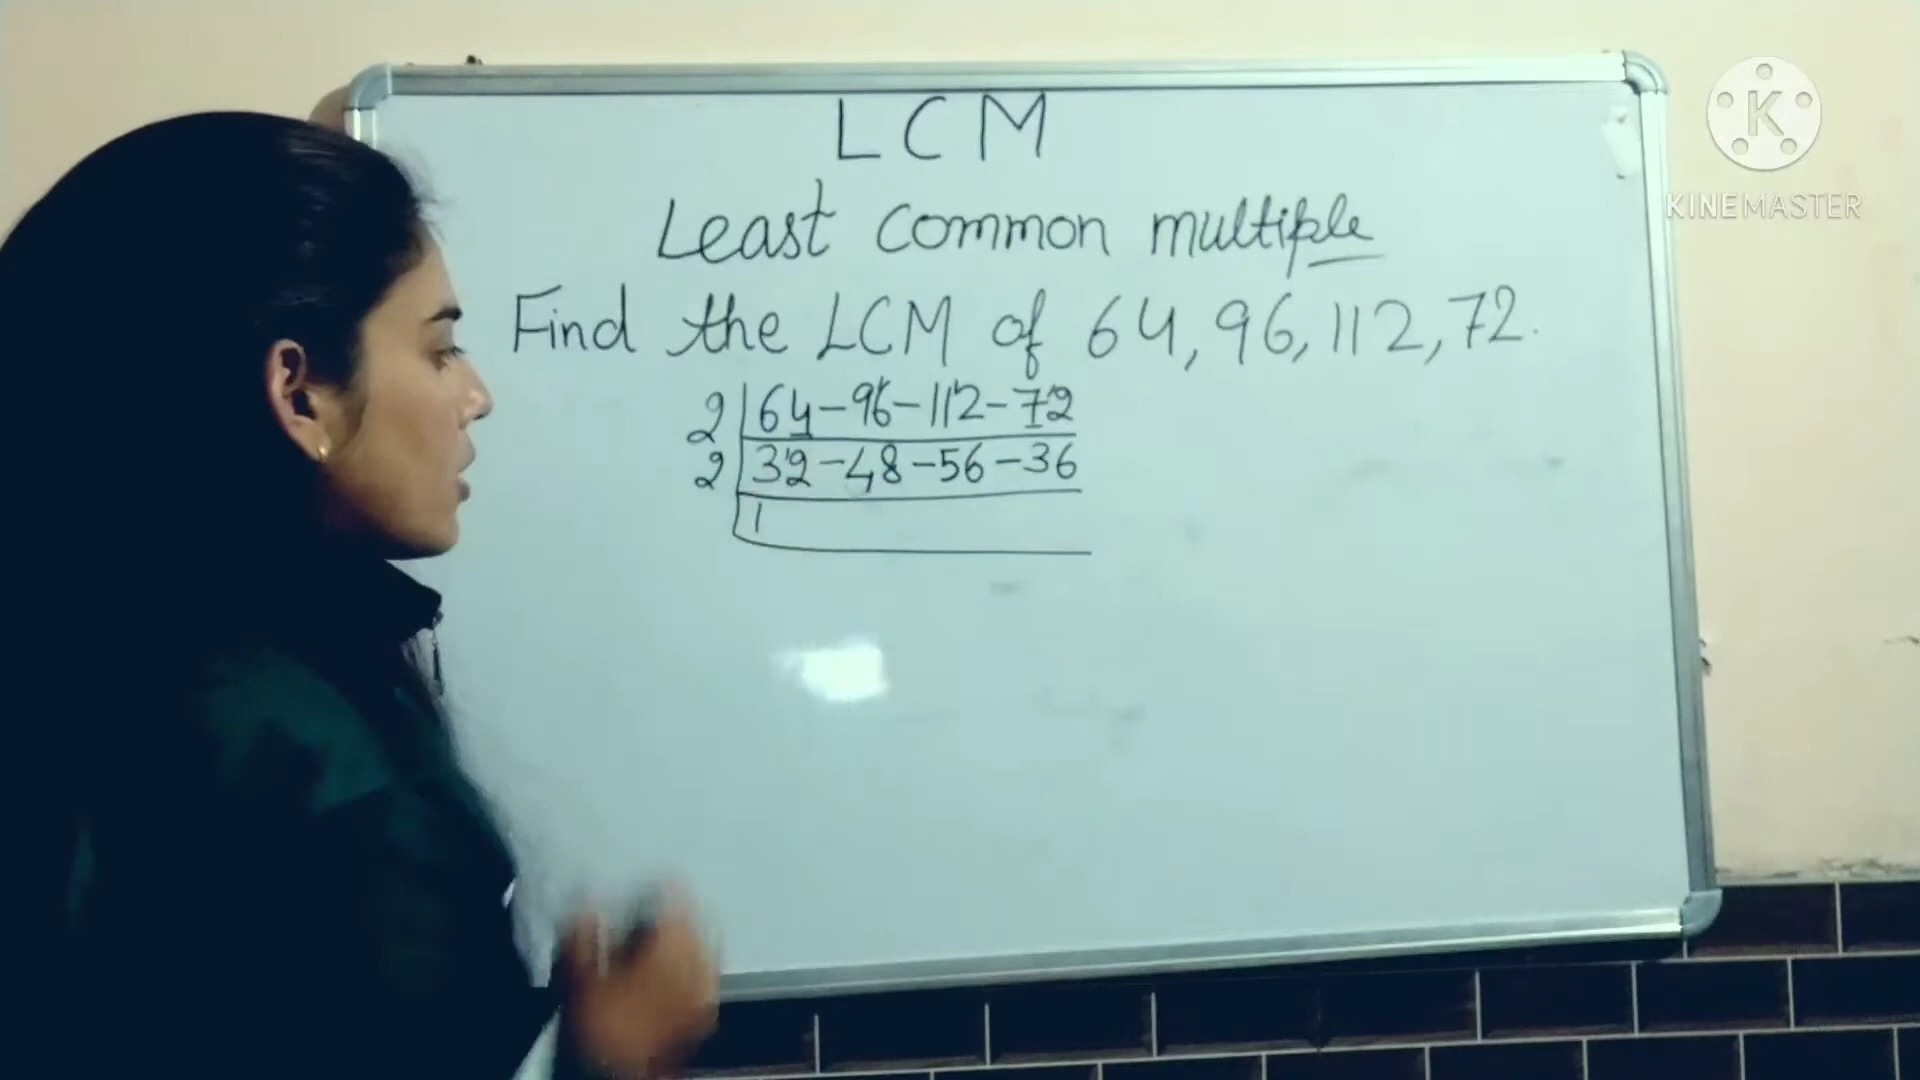 LCM
Least common multiple
Find the LCM of 64, 96, 112, 72.
2 64-96-112-72
2 32-48-56-36
1
K
KINEMASTER